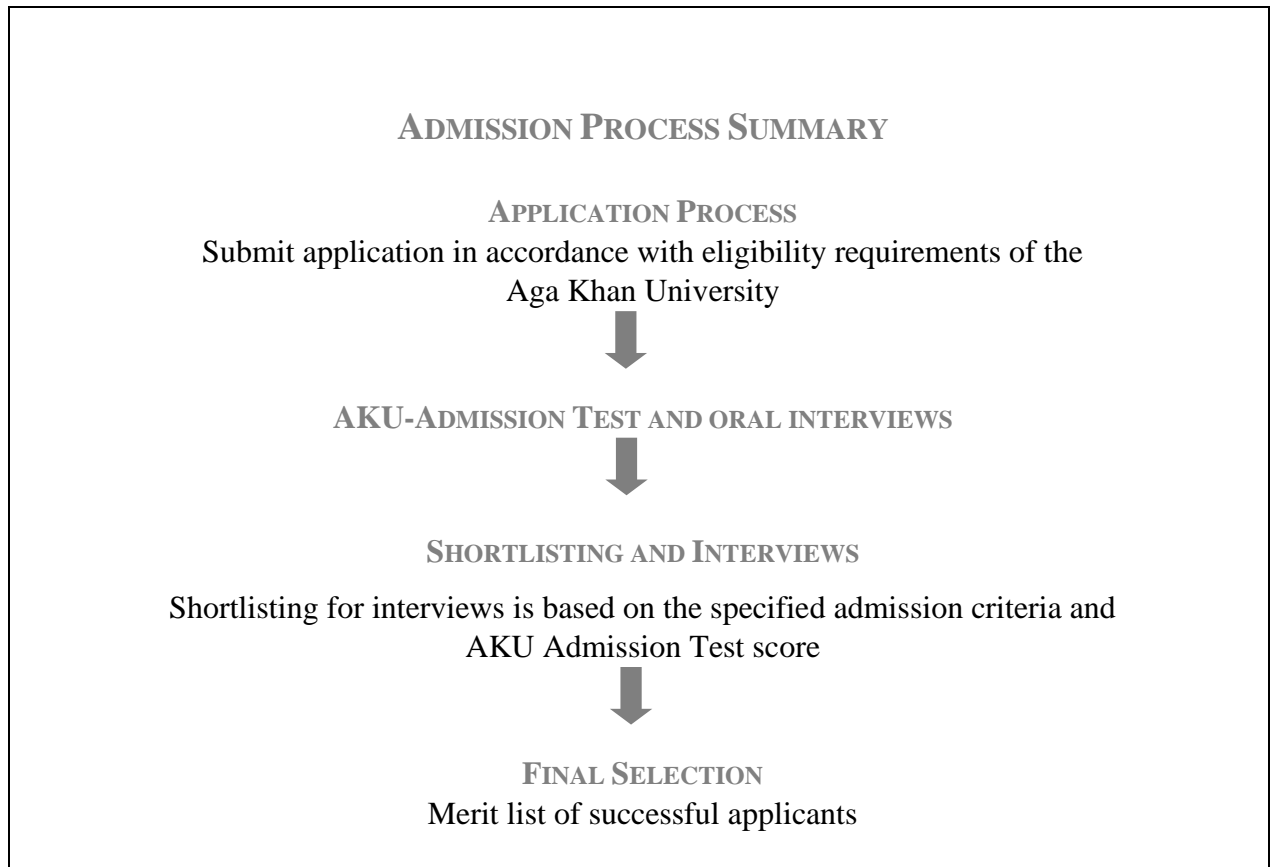 ADMISSION PROCESS SUMMARY
APPLICATION PROCESS
Submit application in accordance with eligibility requirements of the
Aga Khan University
AKU-ADMISSION TEST AND ORAL INTERVIEWS
SHORTLISTING AND INTERVIEWS
Shortlisting for interviews is based on the specified admission criteria and
AKU Admission Test score
FINAL SELECTION
Merit list of successful applicants